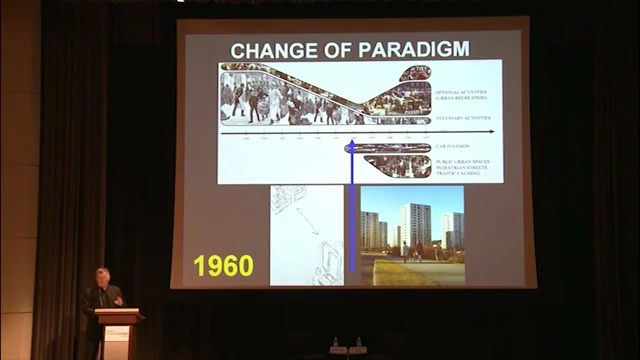 CHANGE OF PARADIGM
OPTIONAL ACTIVITIES
(URBAN RECREATION)
PASSIVE
NECESSARY ACTIVITIES
CAR INVASION
PUBLIC URBAN SPACES
PEDESTRIAN STREETS
TRAFFIC CALMING
1960